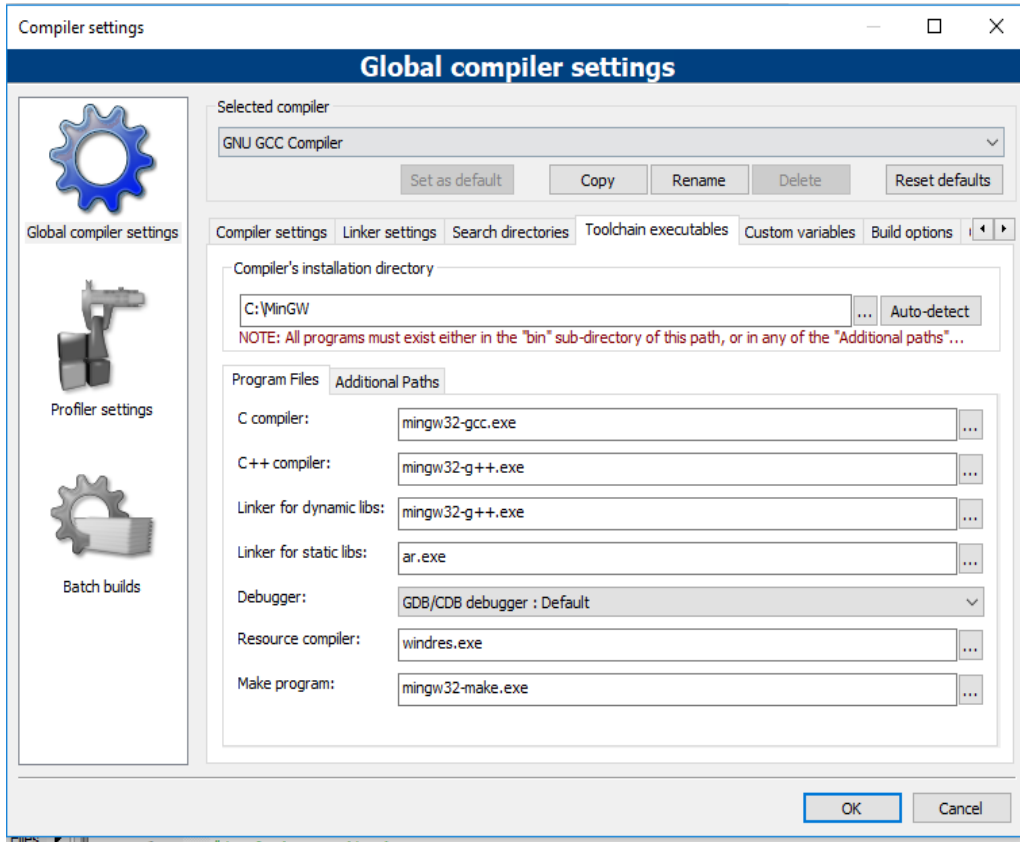 Compiler settings
Global compiler settings
Selected compiler
GNU GCC Compiler
Set as default
Copy
Rename
Delete
Reset defaults
Global compiler settings
Profiler settings
Batch builds
Compiler settings
Linker settings
Search directories
Toolchain executables
Custom variables
Build options
Compiler's installation directory
C:\MinGW
...
Auto-detect
NOTE: All programs must exist either in the "bin" sub-directory of this path, or in any of the "Additional paths"...
Program Files
Additional Paths
C compiler:
mingw32-gcc.exe
...
C++ compiler:
mingw32-g++.exe
...
Linker for dynamic libs:
mingw32-g++.exe
...
Linker for static libs:
ar.exe
...
Debugger:
GDB/CDB debugger : Default
Resource compiler:
windres.exe
...
Make program:
mingw32-make.exe
...
OK
Cancel